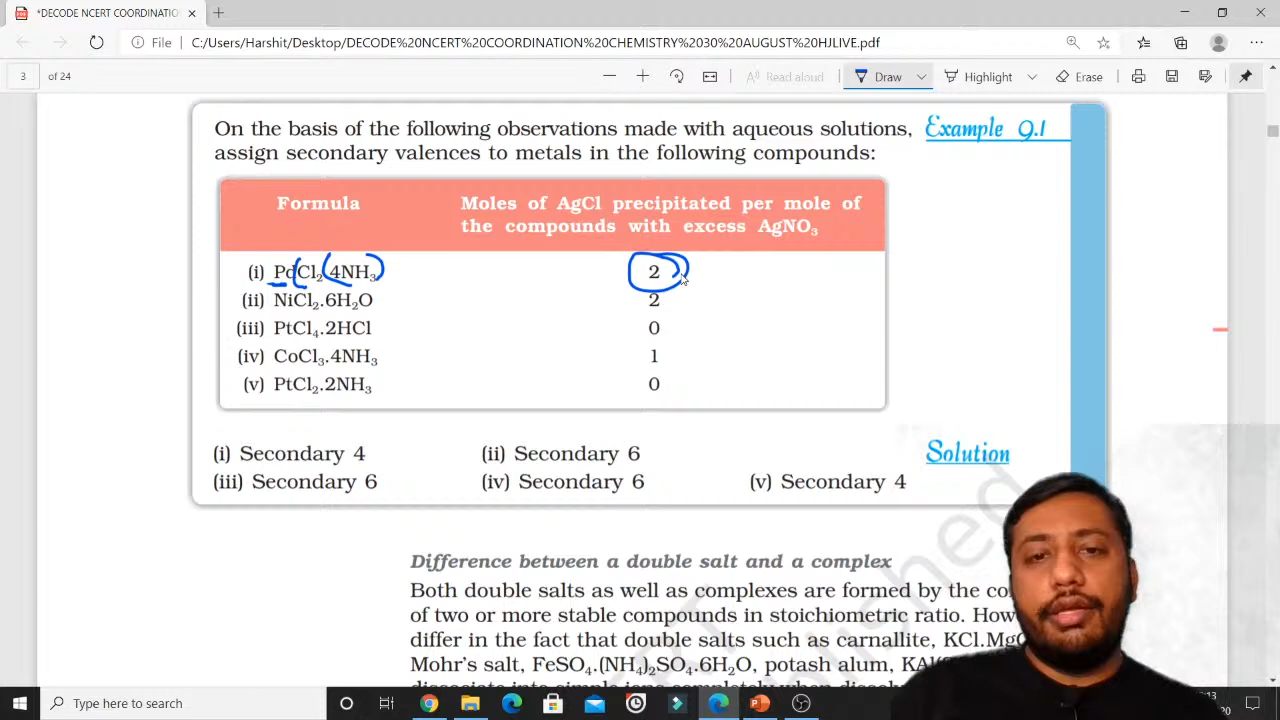 *DECODE NCERT COORDINATIO
File
C:/Users/Harshit/Desktop/DECODE%20NCERT%20COORDINATION%20CHEMISTRY%2030%20AUGUST%20HJLIVE.pdf
3 of 24
Read aloud
Draw
Highlight
Erase
On the basis of the following observations made with aqueous solutions, Example 9.1
assign secondary valences to metals in the following compounds:
Formula
Moles of AgCl precipitated per mole of
the compounds with excess AgNO₃
(i) PdCl₂.4NH₃ 2
(ii) NiCl₂.6H₂O 2
(iii) PtCl₄.2HCl 0
(iv) CoCl₃.4NH₃ 1
(v) PtCl₂.2NH₃ 0
(i) Secondary 4 (ii) Secondary 6 Solution
(iii) Secondary 6 (iv) Secondary 6 (v) Secondary 4
Difference between a double salt and a complex
Both double salts as well as complexes are formed by the
of two or more stable compounds in stoichiometric ratio.
differ in the fact that double salts such as carnallite,
Mohr's salt, FeSO₄.(NH₄)₂SO₄.6H₂O, potash alum,
dissociate into simple ions completely when
Type here to search